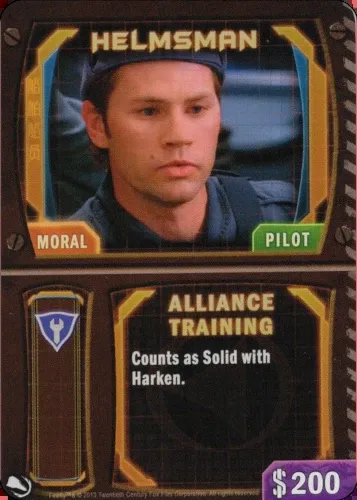 HELMSMAN
MORAL
PILOT
ALLIANCE
TRAINING
Counts as Solid with
Harken.
$200